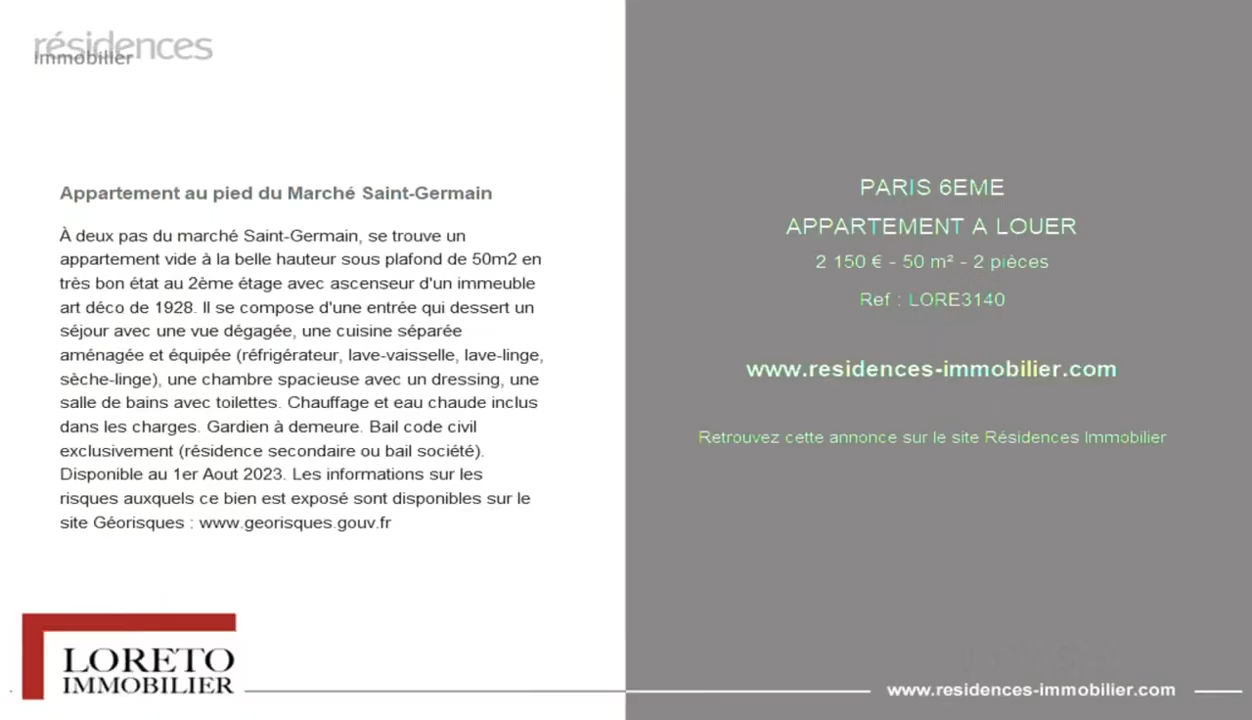 résidences
immobilier
Appartement au pied du Marché Saint-Germain
À deux pas du marché Saint-Germain, se trouve un
appartement vide à la belle hauteur sous plafond de 50m2 en
très bon état au 2ème étage avec ascenseur d'un immeuble
art déco de 1928. Il se compose d'une entrée qui dessert un
séjour avec une vue dégagée, une cuisine séparée
aménagée et équipée (réfrigérateur, lave-vaisselle, lave-linge,
sèche-linge), une chambre spacieuse avec un dressing, une
salle de bains avec toilettes. Chauffage et eau chaude inclus
dans les charges. Gardien à demeure. Bail code civil
exclusivement (résidence secondaire ou bail société).
Disponible au 1er Aout 2023. Les informations sur les
risques auxquels ce bien est exposé sont disponibles sur le
site Géorisques : www.georisques.gouv.fr
LORETO
IMMOBILIER
PARIS 6EME
APPARTEMENT A LOUER
2 150 € - 50 m² - 2 pièces
Ref : LORE3140
www.residences-immobilier.com
Retrouvez cette annonce sur le site Résidences Immobilier
www.residences-immobilier.com